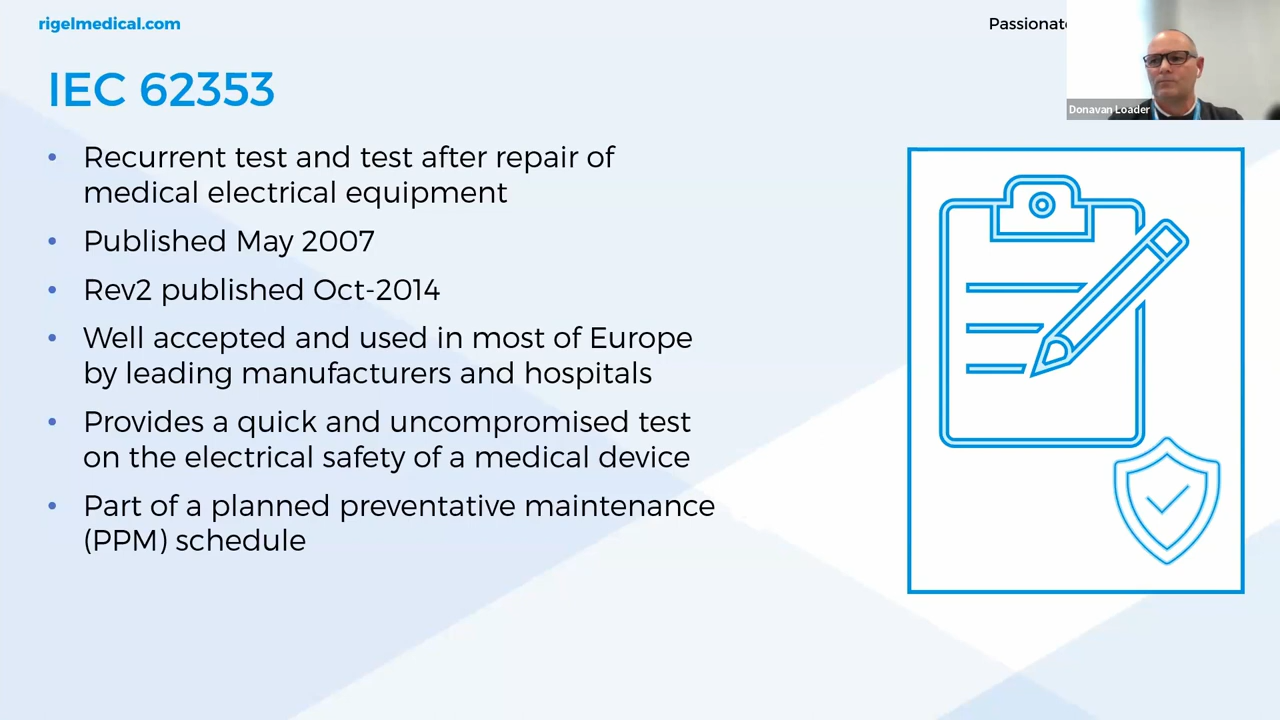 rigelmedical.com
Passionate
IEC 62353
Donavan Loader
• Recurrent test and test after repair of
medical electrical equipment
• Published May 2007
• Rev2 published Oct-2014
• Well accepted and used in most of Europe
by leading manufacturers and hospitals
• Provides a quick and uncompromised test
on the electrical safety of a medical device
• Part of a planned preventative maintenance
(PPM) schedule